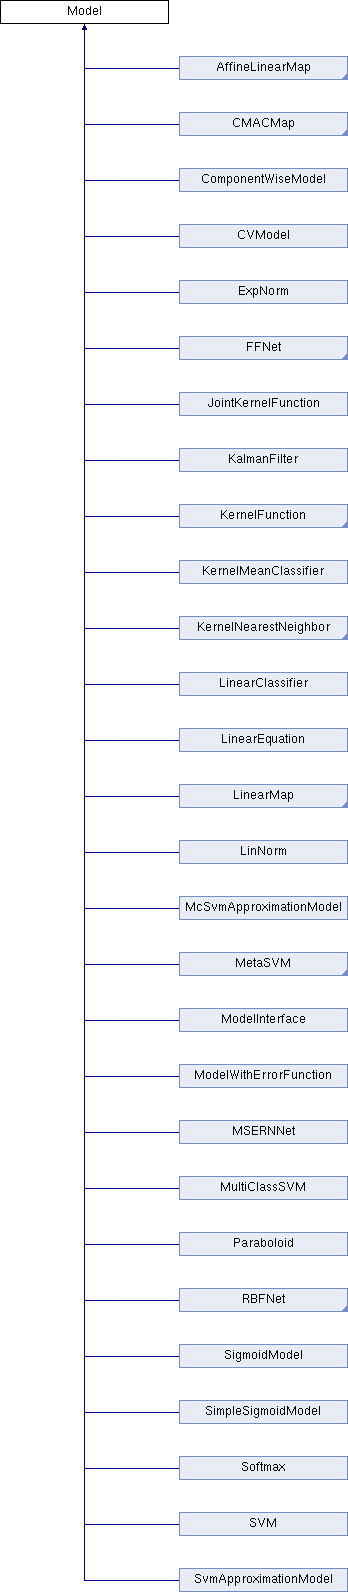 Model
AffineLinearMap
CMACMap
ComponentWiseModel
CVModel
ExpNorm
FFNet
JointKernelFunction
KalmanFilter
KernelFunction
KernelMeanClassifier
KernelNearestNeighbor
LinearClassifier
LinearEquation
LinearMap
LinNorm
McSvmApproximationModel
MetaSVM
ModelInterface
ModelWithErrorFunction
MSERNNet
MultiClassSVM
Paraboloid
RBFNet
SigmoidModel
SimpleSigmoidModel
Softmax
SVM
SvmApproximationModel